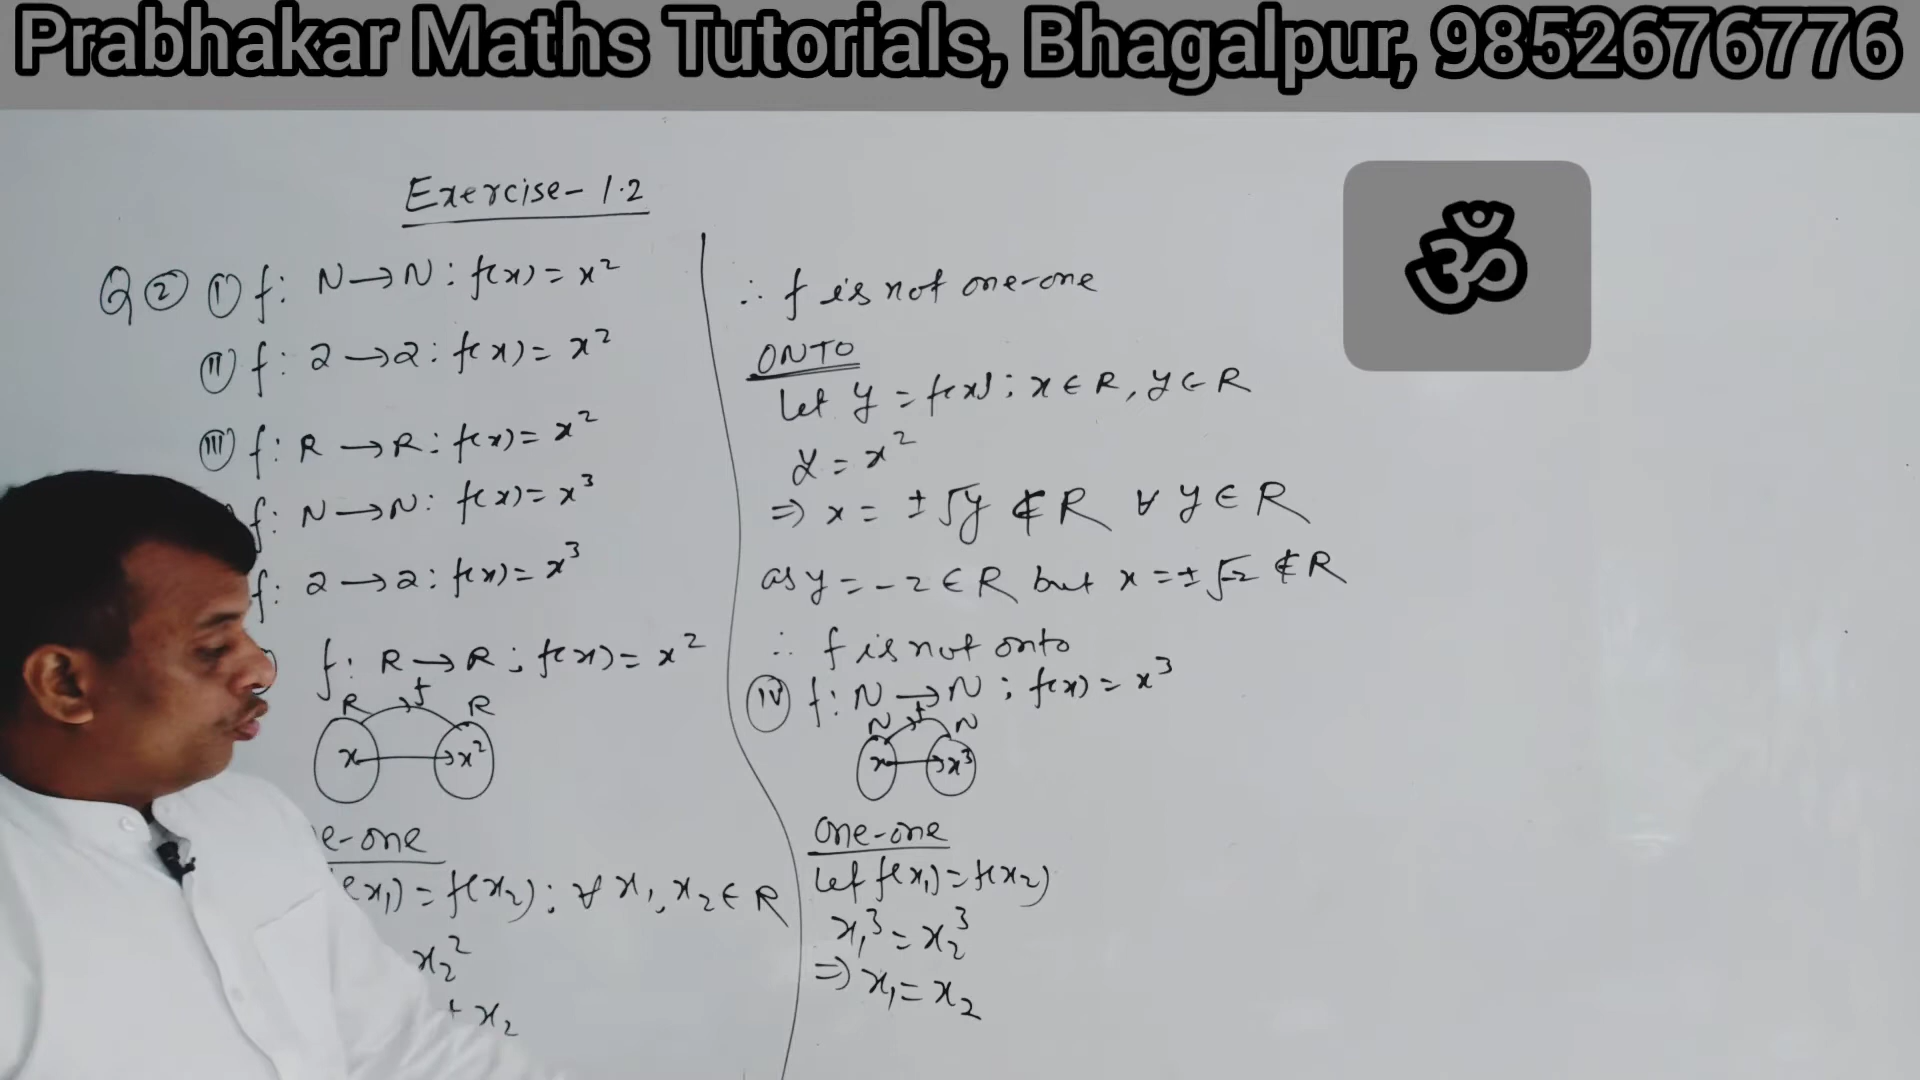 Prabhakar Maths Tutorials, Bhagalpur, 9852676776
ॐ
Exercise - 1.2
Q ② (i) f: N → N : f(x) = x²
(ii) f: Z → Z : f(x) = x²
(iii) f: R → R : f(x) = x²
f: N → N : f(x) = x³
f: Z → Z : f(x) = x³
f: R → R ; f(x) = x²
R f R
x → x²
e-one
(x₁) = f(x₂) ; ∀ x₁, x₂ ∈ R
x₂²
x₂
∴ f is not one-one
ONTO
Let y = f(x) ; x ∈ R, y ∈ R
y = x²
⇒ x = ±√y ∉ R ∀ y ∈ R
as y = -2 ∈ R but x = ±√-2 ∉ R
∴ f is not onto
(iv) f: N → N ; f(x) = x³
N f N
x → x³
One-one
Let f(x₁) = f(x₂)
x₁³ = x₂³
⇒ x₁ = x₂